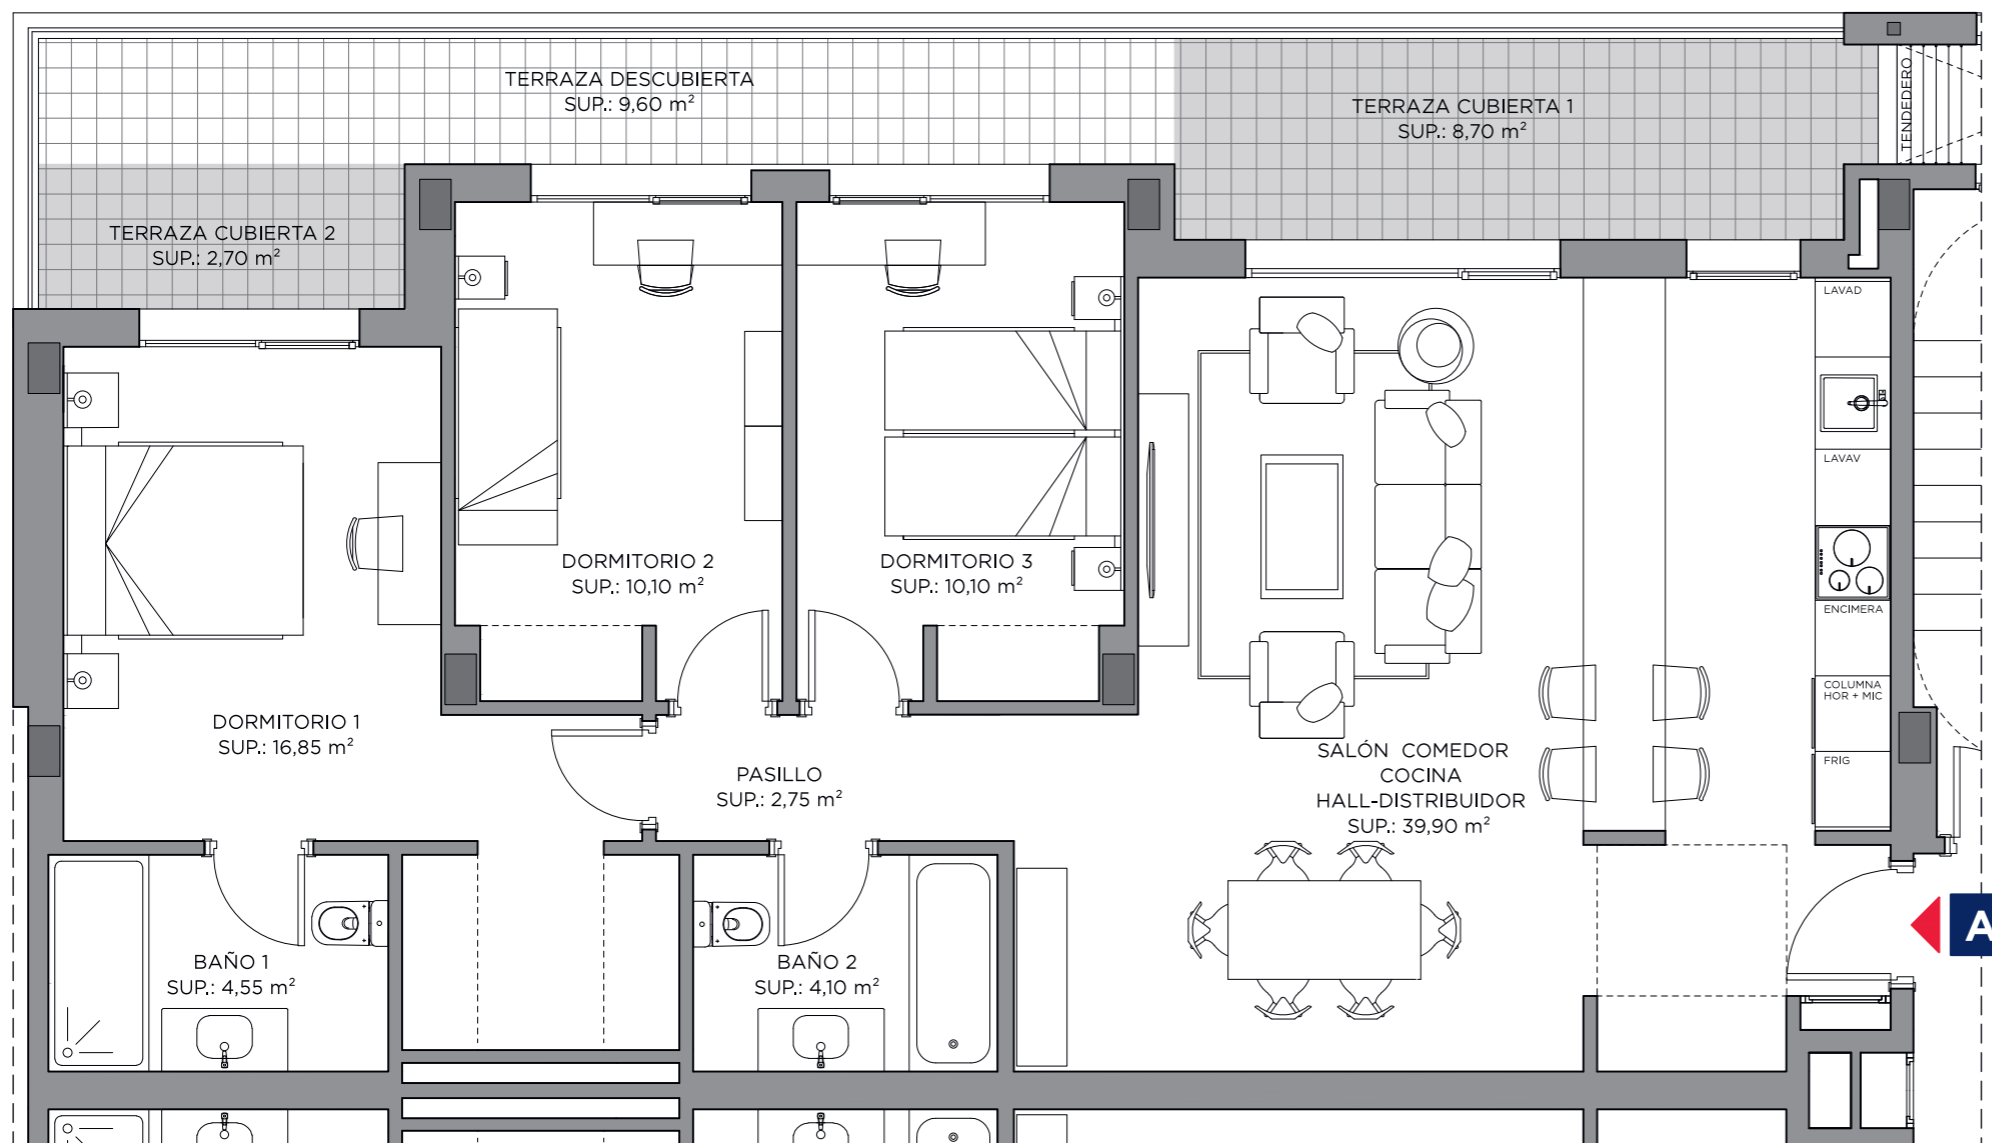 TERRAZA DESCUBIERTA
SUP.: 9,60 m²
TERRAZA CUBIERTA 1
SUP.: 8,70 m²
TENDEDERO
TERRAZA CUBIERTA 2
SUP.: 2,70 m²
LAVAD
LAVAV
DORMITORIO 2
SUP.: 10,10 m²
DORMITORIO 3
SUP.: 10,10 m²
ENCIMERA
COLUMNA
HOR + MIC
DORMITORIO 1
SUP.: 16,85 m²
PASILLO
SUP.: 2,75 m²
SALÓN COMEDOR
COCINA
HALL-DISTRIBUIDOR
SUP.: 39,90 m²
FRIG
A
BAÑO 1
SUP.: 4,55 m²
BAÑO 2
SUP.: 4,10 m²